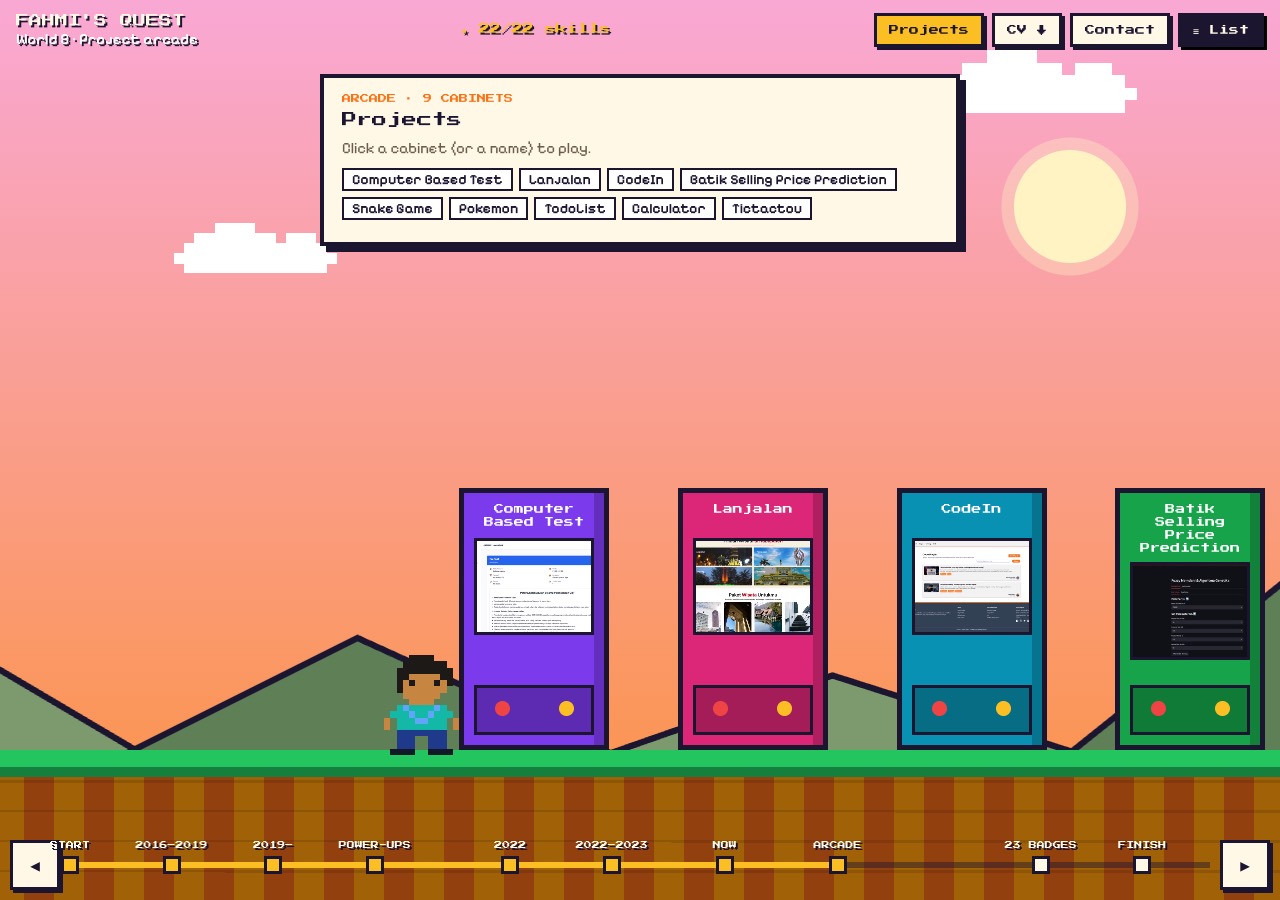 FAHMI'S QUEST
World 8 · Project arcade
22/22 skills
Projects
CV ↓
Contact
≡ List
ARCADE · 9 CABINETS
Projects
Click a cabinet (or a name) to play.
Computer Based Test
Lanjalan
CodeIn
Batik Selling Price Prediction
Snake Game
Pokemon
TodoList
Calculator
Tictactou
Computer
Based Test
Lanjalan
Paket Wisata Untukmu
CodeIn
Batik
Selling
Price
Prediction
◄
START
2016-2019
2019-
POWER-UPS
2022
2022-2023
NOW
ARCADE
23 BADGES
FINISH
►